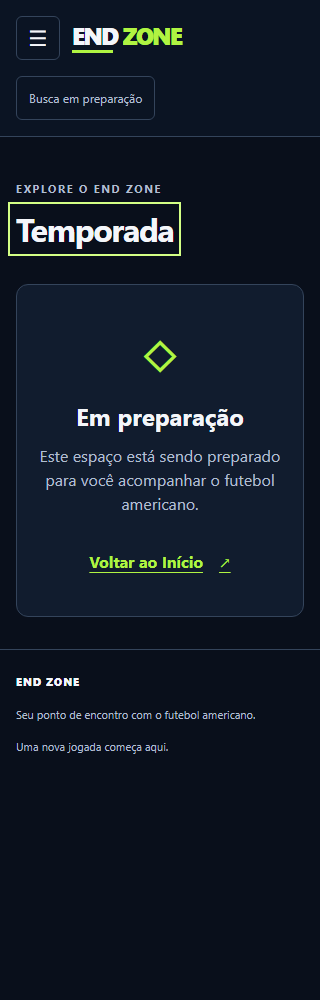 ☰
END ZONE
Busca em preparação
EXPLORE O END ZONE
Temporada
Em preparação
Este espaço está sendo preparado
para você acompanhar o futebol
americano.
Voltar ao Início ↗
END ZONE
Seu ponto de encontro com o futebol americano.
Uma nova jogada começa aqui.